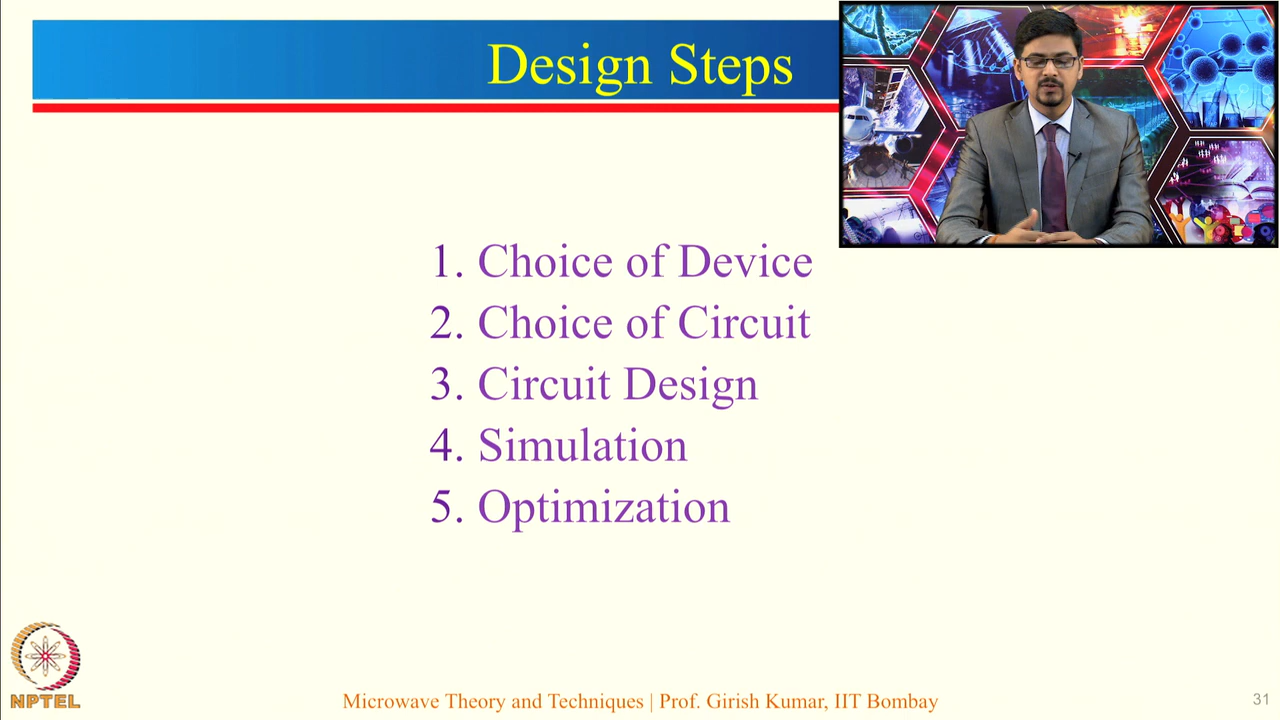 Design Steps
1. Choice of Device
2. Choice of Circuit
3. Circuit Design
4. Simulation
5. Optimization
NPTEL
Microwave Theory and Techniques | Prof. Girish Kumar, IIT Bombay
31